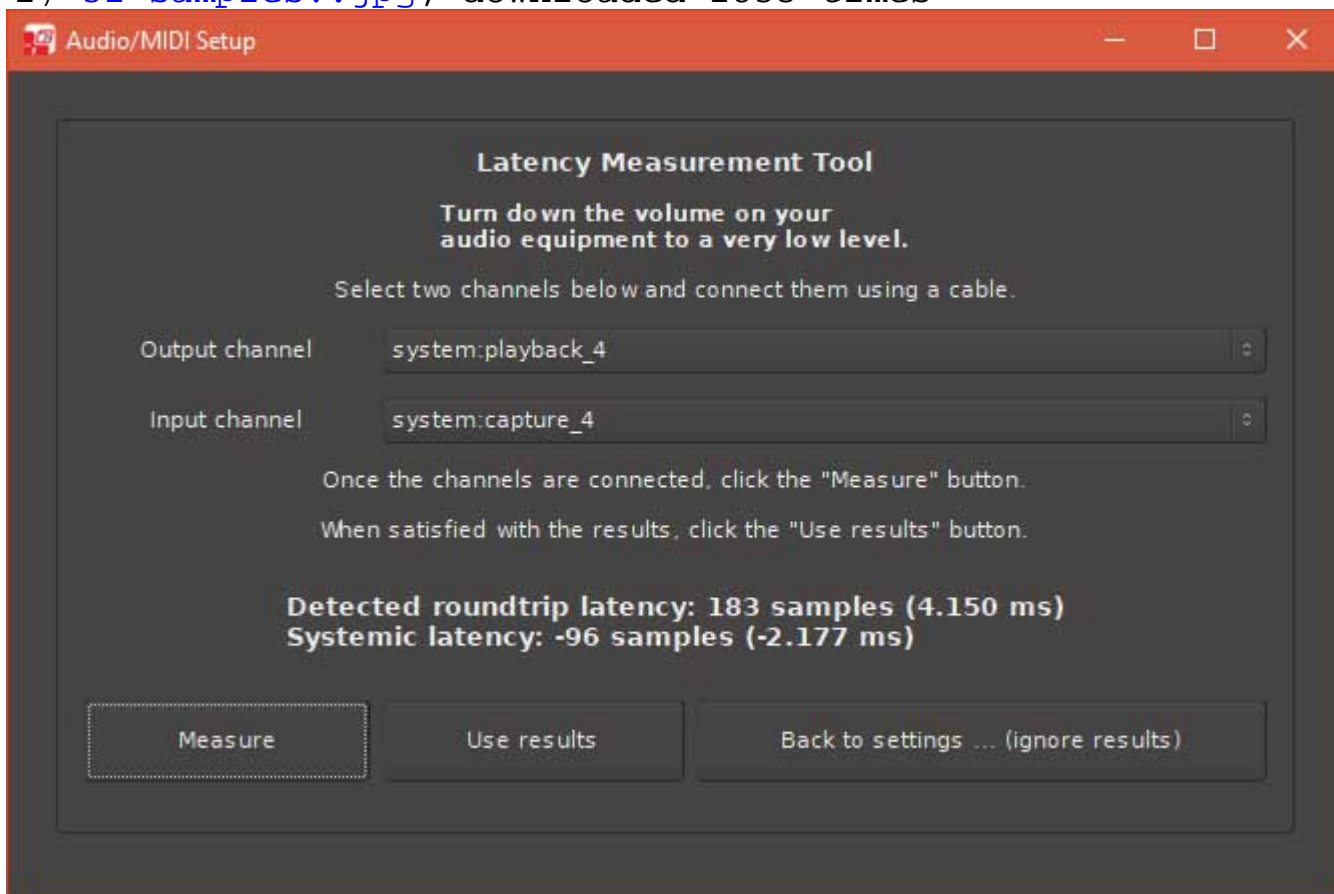 Audio/MIDI Setup
Latency Measurement Tool
Turn down the volume on your
audio equipment to a very low level.
Select two channels below and connect them using a cable.
Output channel system:playback_4
Input channel system:capture_4
Once the channels are connected, click the "Measure" button.
When satisfied with the results, click the "Use results" button.
Detected roundtrip latency: 183 samples (4.150 ms)
Systemic latency: -96 samples (-2.177 ms)
Measure Use results Back to settings ... (ignore results)